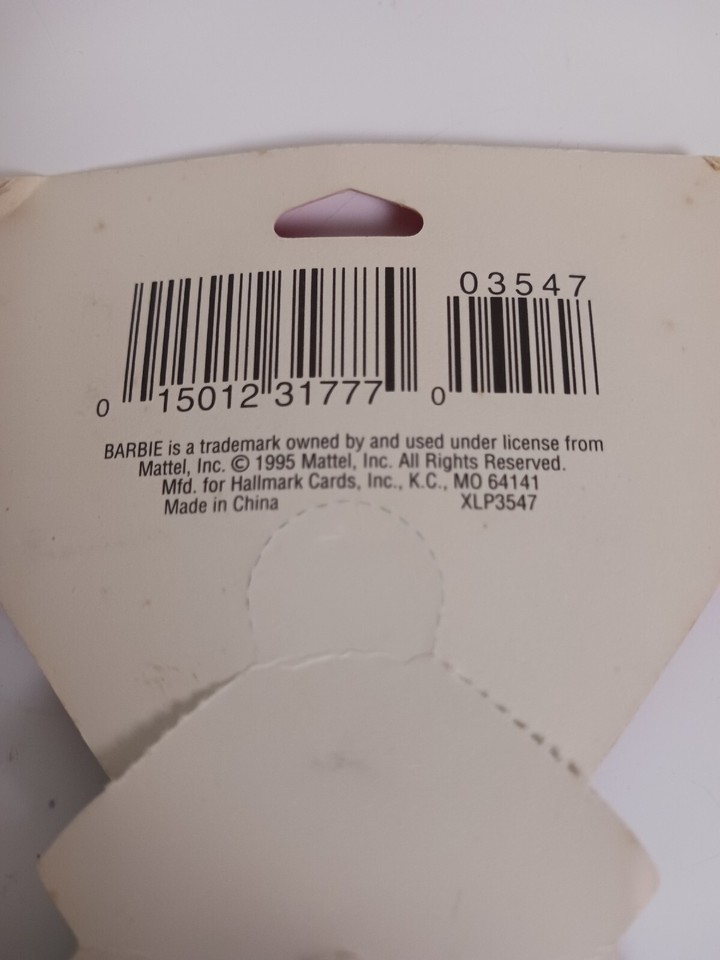 03547
0 15012 31777 0
BARBIE is a trademark owned by and used under license from
Mattel, Inc. © 1995 Mattel, Inc. All Rights Reserved.
Mfd. for Hallmark Cards, Inc., K.C., MO 64141
Made in China XLP3547